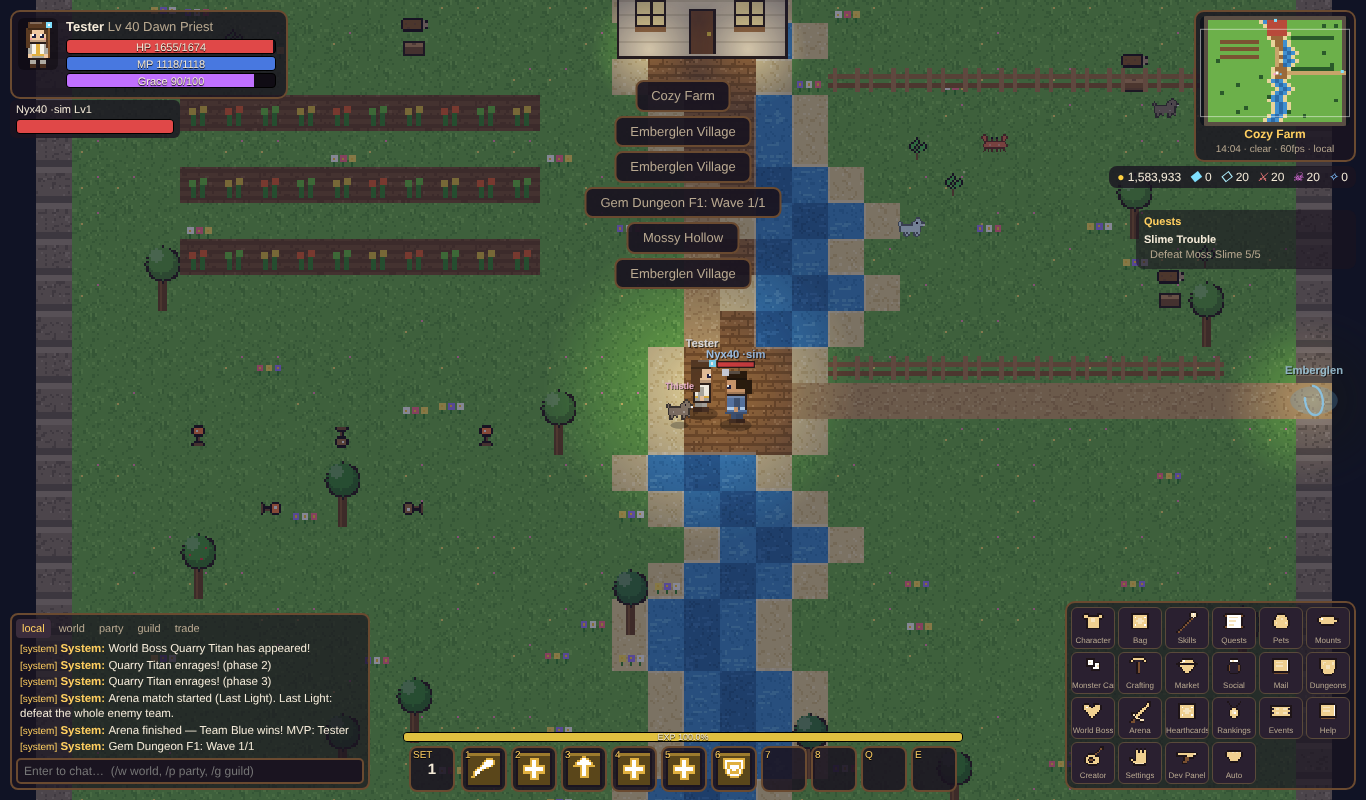 Tester Lv 40 Dawn Priest
HP 1655/1674
MP 1118/1118
Grace 90/100
Nyx40 ·sim Lv1
Cozy Farm
Emberglen Village
Emberglen Village
Gem Dungeon F1: Wave 1/1
Mossy Hollow
Emberglen Village
Cozy Farm
14:04 · clear · 60fps · local
1,583,933 0 20 20 20 0
Quests
Slime Trouble
Defeat Moss Slime 5/5
Tester
Nyx40 ·sim
Thistle
Emberglen
local world party guild trade
[system] System: World Boss Quarry Titan has appeared!
[system] System: Quarry Titan enrages! (phase 2)
[system] System: Quarry Titan enrages! (phase 3)
[system] System: Arena match started (Last Light). Last Light:
defeat the whole enemy team.
[system] System: Arena finished — Team Blue wins! MVP: Tester
[system] System: Gem Dungeon F1: Wave 1/1
Enter to chat… (/w world, /p party, /g guild)
EXP 100.0%
SET 1 2 3 4 5 6 7 8 Q E
1
Character Bag Skills Quests Pets Mounts
Monster Ca Crafting Market Social Mail Dungeons
World Boss Arena Hearthcards Rankings Events Help
Creator Settings Dev Panel Auto